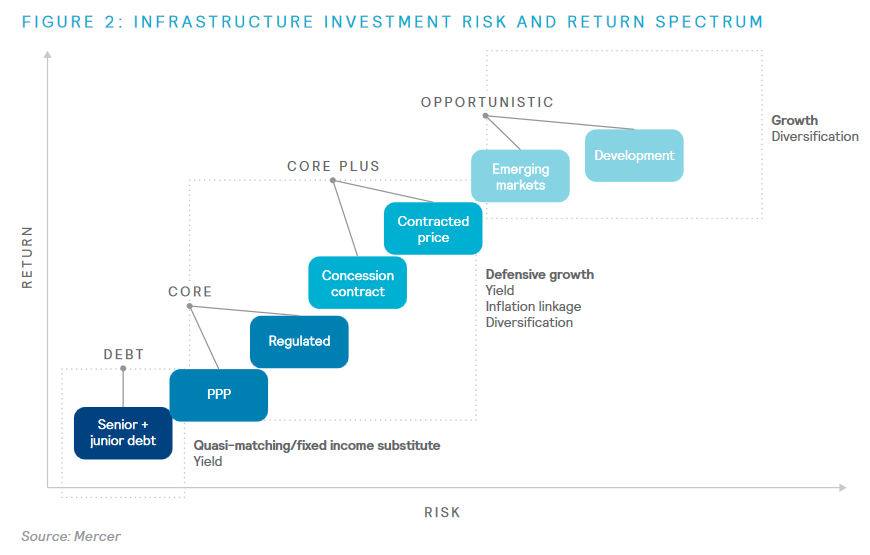 FIGURE 2: INFRASTRUCTURE INVESTMENT RISK AND RETURN SPECTRUM
OPPORTUNISTIC
Growth
Diversification
Development
Emerging
markets
CORE PLUS
Contracted
price
RETURN
Concession
contract
Defensive growth
Yield
Inflation linkage
Diversification
CORE
Regulated
DEBT
PPP
Senior +
junior debt
Quasi-matching/fixed income substitute
Yield
RISK
Source: Mercer